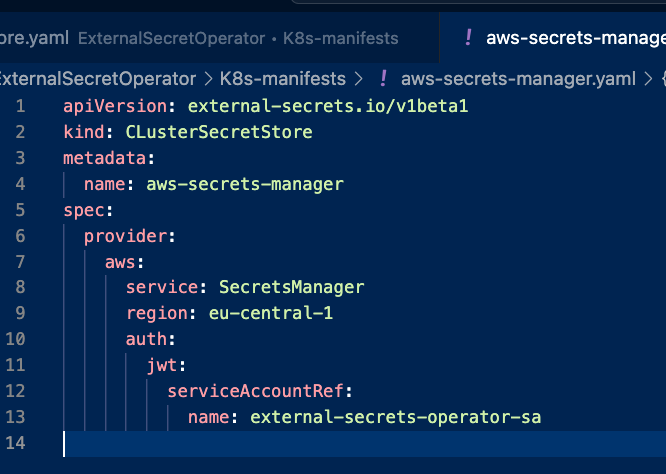 ore.yaml ExternalSecretOperator • K8s-manifests
! aws-secrets-manage
ExternalSecretOperator > K8s-manifests > ! aws-secrets-manager.yaml > {
1 apiVersion: external-secrets.io/v1beta1
2 kind: CLusterSecretStore
3 metadata:
4 name: aws-secrets-manager
5 spec:
6 provider:
7 aws:
8 service: SecretsManager
9 region: eu-central-1
10 auth:
11 jwt:
12 serviceAccountRef:
13 name: external-secrets-operator-sa
14